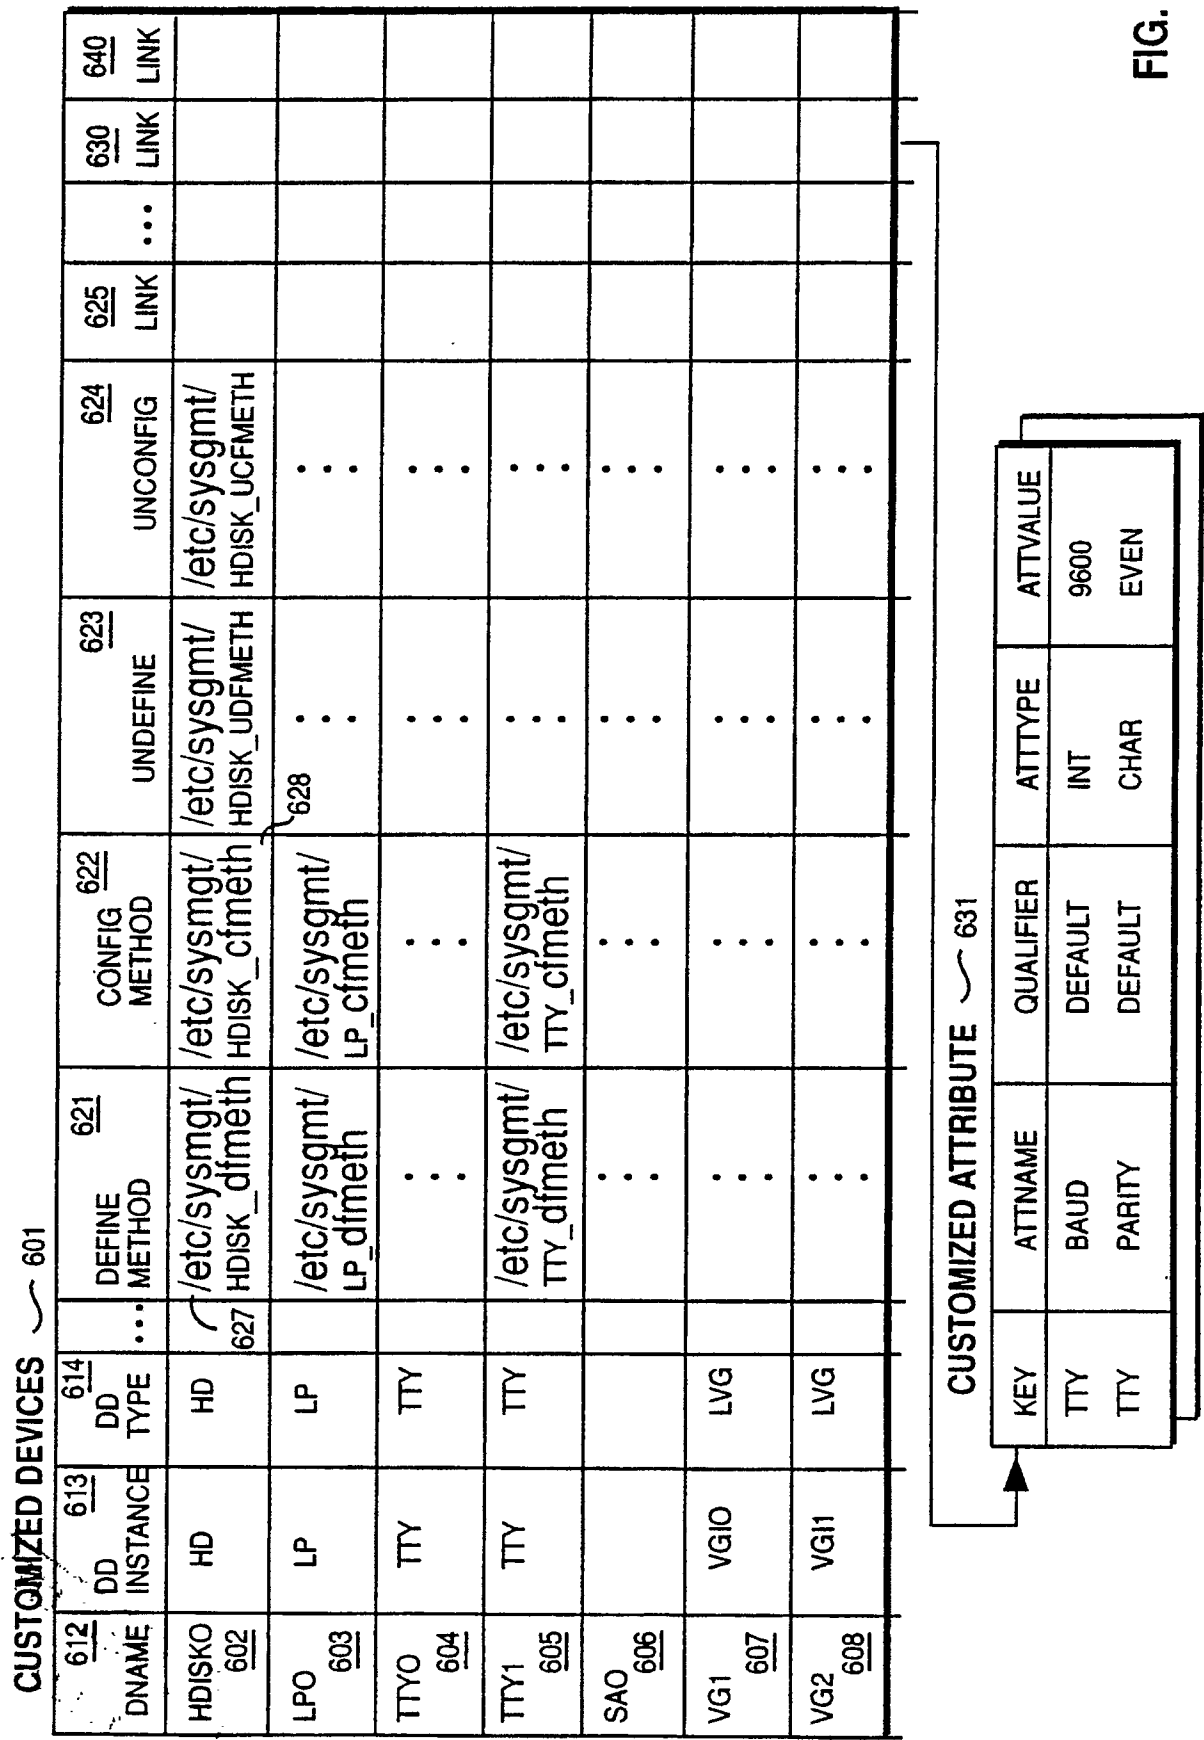 CUSTOMIZED DEVICES 601
612 DNAME 613 DD INSTANCE 614 DD TYPE ... 621 DEFINE METHOD 622 CONFIG METHOD 623 UNDEFINE 624 UNCONFIG 625 LINK ... 630 LINK 640 LINK
HDISKO 602 HD HD 627 /etc/sysmgt/ HDISK_dfmeth /etc/sysmgt/ HDISK_cfmeth 628 /etc/sysgmt/ HDISK_UDFMETH /etc/sysgmt/ HDISK_UCFMETH
LPO 603 LP LP /etc/sysgmt/ LP_dfmeth /etc/sysgmt/ LP_cfmeth ... ...
TTYO 604 TTY TTY ... ... ... ...
TTY1 605 TTY TTY /etc/sysgmt/ TTY_dfmeth /etc/sysgmt/ TTY_cfmeth ... ...
SAO 606 ... ... ... ...
VG1 607 VGIO LVG ... ... ... ...
VG2 608 VGI1 LVG ... ... ... ...
CUSTOMIZED ATTRIBUTE 631
KEY ATTNAME QUALIFIER ATTTYPE ATTVALUE
TTY BAUD DEFAULT INT 9600
TTY PARITY DEFAULT CHAR EVEN
FIG.